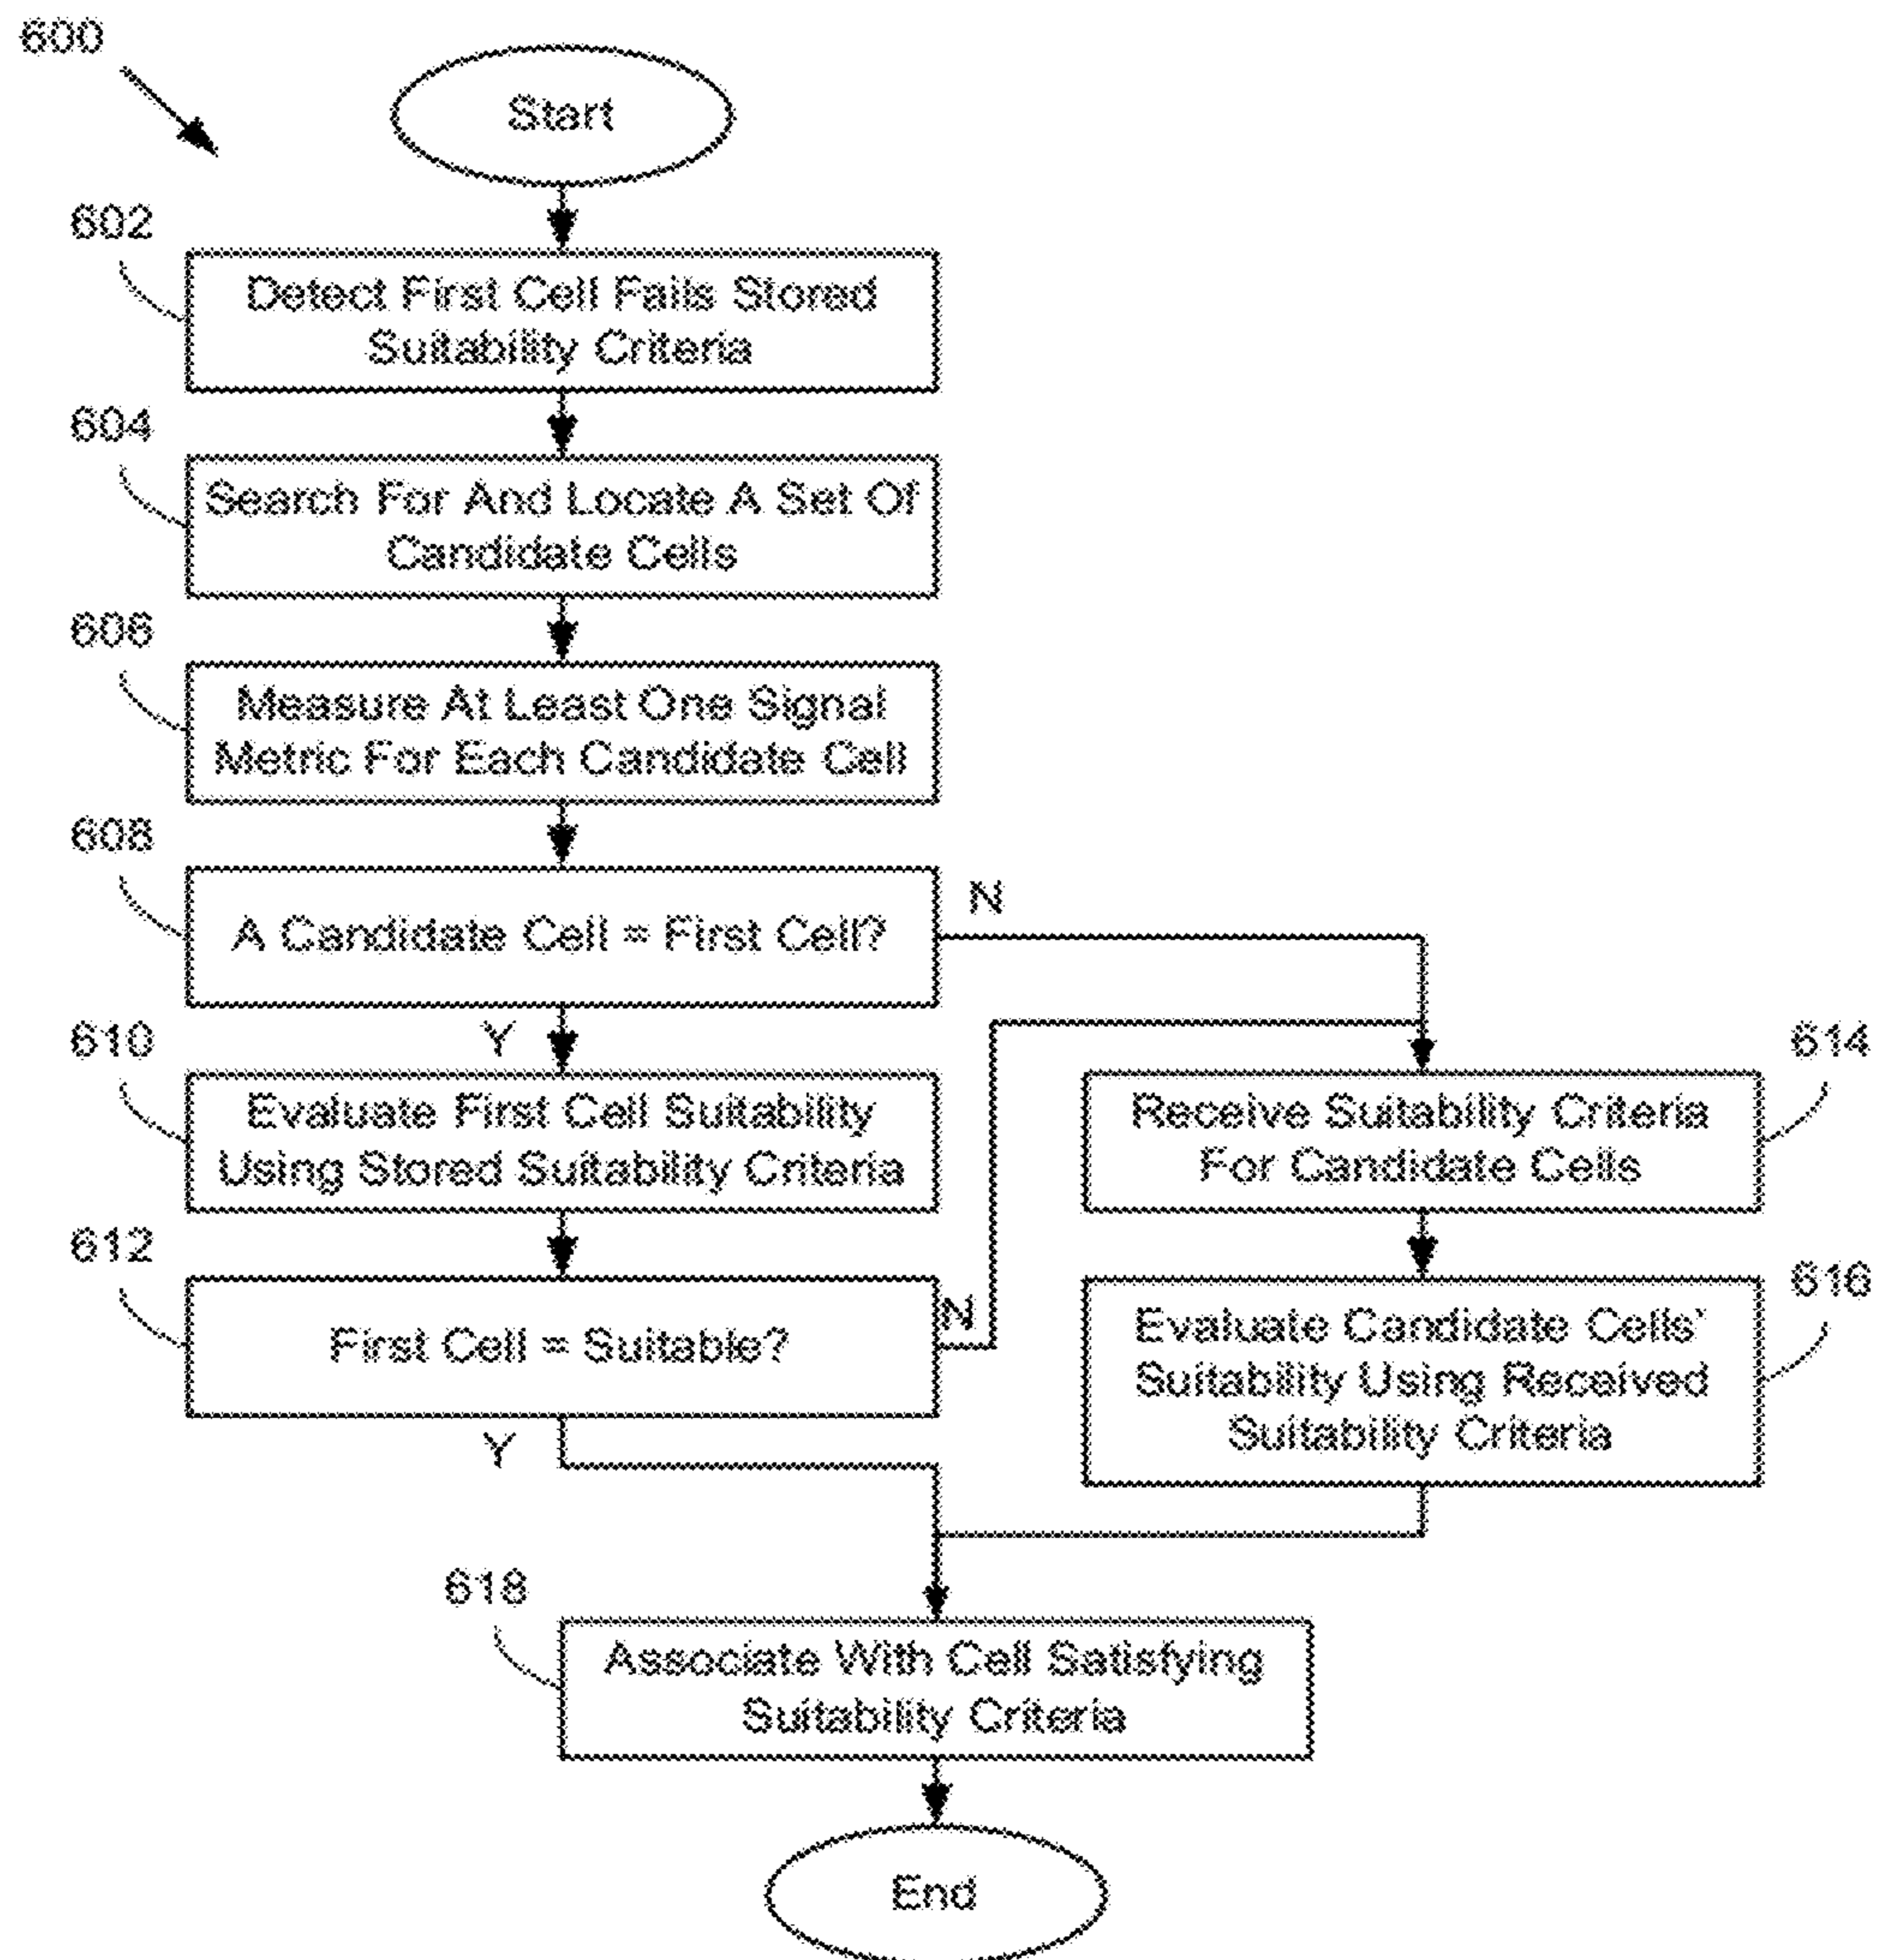 600
Start
602
Detect First Cell Fails Stored
Suitability Criteria
604
Search For And Locate A Set Of
Candidate Cells
606
Measure At Least One Signal
Metric For Each Candidate Cell
608
A Candidate Cell = First Cell?
N
Y
610
Evaluate First Cell Suitability
Using Stored Suitability Criteria
612
First Cell = Suitable?
N
Y
614
Receive Suitability Criteria
For Candidate Cells
616
Evaluate Candidate Cells'
Suitability Using Received
Suitability Criteria
618
Associate With Cell Satisfying
Suitability Criteria
End